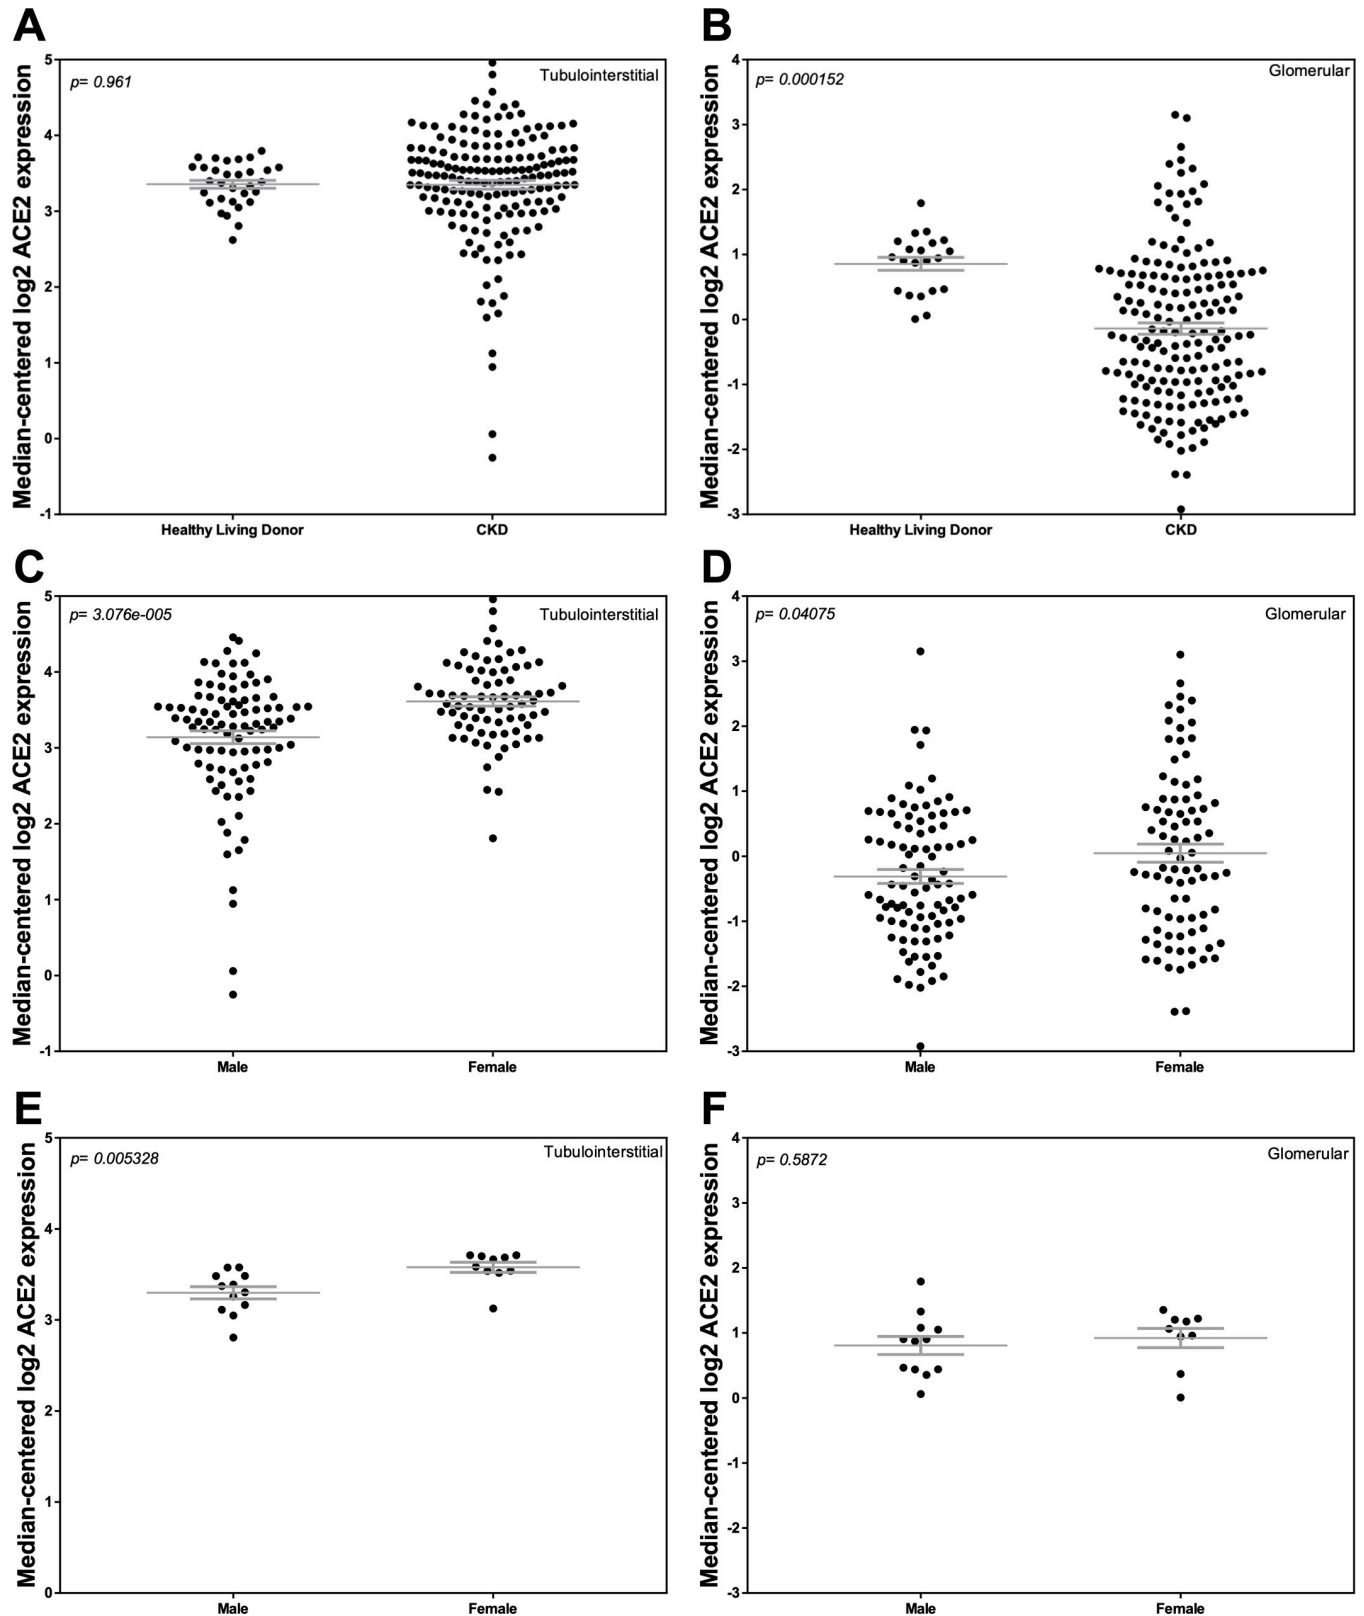 A
Median-centered log2 ACE2 expression
5
4
3
2
1
0
-1
p= 0.961
Tubulointerstitial
Healthy Living Donor
CKD
B
Median-centered log2 ACE2 expression
4
3
2
1
0
-1
-2
-3
p= 0.000152
Glomerular
Healthy Living Donor
CKD
C
Median-centered log2 ACE2 expression
5
4
3
2
1
0
-1
p= 3.076e-005
Tubulointerstitial
Male
Female
D
Median-centered log2 ACE2 expression
4
3
2
1
0
-1
-2
-3
p= 0.04075
Glomerular
Male
Female
E
Median-centered log2 ACE2 expression
5
4
3
2
1
0
p= 0.005328
Tubulointerstitial
Male
Female
F
Median-centered log2 ACE2 expression
4
3
2
1
0
-1
-2
-3
p= 0.5872
Glomerular
Male
Female